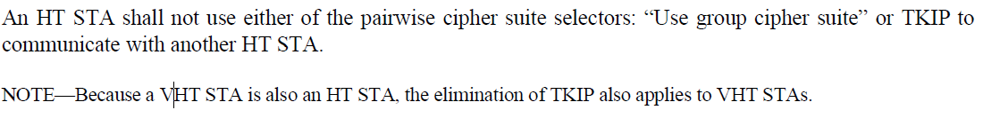 An HT STA shall not use either of the pairwise cipher suite selectors: “Use group cipher suite” or TKIP to
communicate with another HT STA.
NOTE—Because a VHT STA is also an HT STA, the elimination of TKIP also applies to VHT STAs.